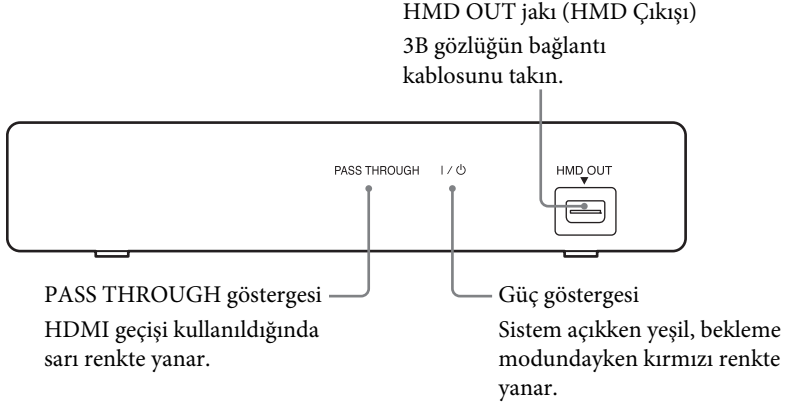 HMD OUT jakı (HMD Çıkışı)
3B gözlüğün bağlantı
kablosunu takın.
PASS THROUGH I / ⏻ HMD OUT
PASS THROUGH göstergesi
HDMI geçişi kullanıldığında
sarı renkte yanar.
Güç göstergesi
Sistem açıkken yeşil, bekleme
modundayken kırmızı renkte
yanar.